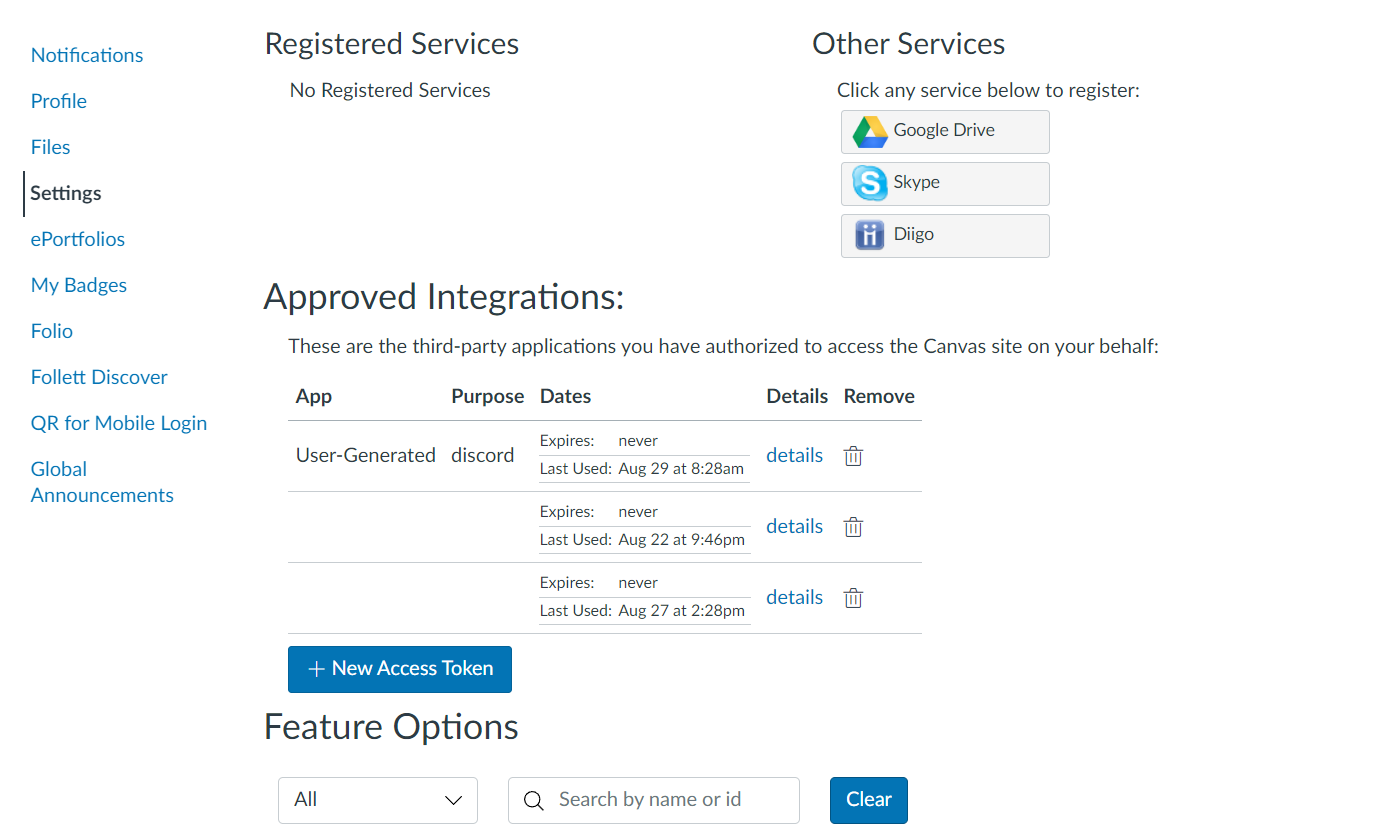 Notifications
Profile
Files
Settings
ePortfolios
My Badges
Folio
Follett Discover
QR for Mobile Login
Global
Announcements
Registered Services
No Registered Services
Other Services
Click any service below to register:
Google Drive
Skype
Diigo
Approved Integrations:
These are the third-party applications you have authorized to access the Canvas site on your behalf:
App Purpose Dates Details Remove
User-Generated discord Expires: never details
Last Used: Aug 29 at 8:28am
Expires: never details
Last Used: Aug 22 at 9:46pm
Expires: never details
Last Used: Aug 27 at 2:28pm
+ New Access Token
Feature Options
All Search by name or id Clear